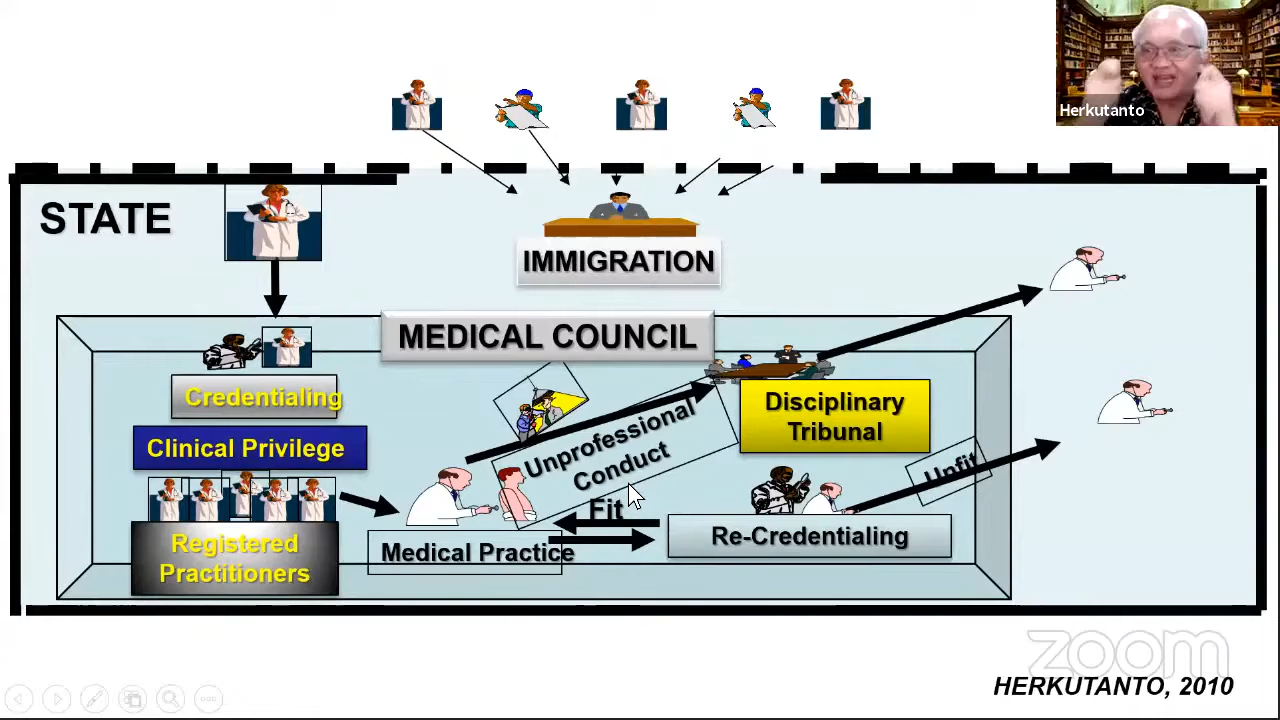 Herkutanto
STATE
IMMIGRATION
MEDICAL COUNCIL
Credentialing
Clinical Privilege
Registered
Practitioners
Medical Practice
Unprofessional
Conduct
Fit
Disciplinary
Tribunal
Re-Credentialing
Unfit
zoom
HERKUTANTO, 2010